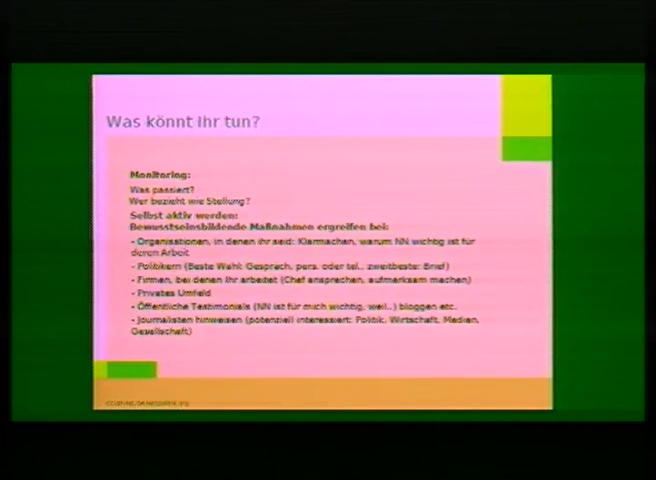 Was könnt ihr tun?
Monitoring:
Was passiert?
Wer bezieht wie Stellung?
Selbst aktiv werden:
Bewusstseinsbildende Maßnahmen ergreifen bei:
- Organisationen, in denen ihr seid: Klarmachen, warum NN wichtig ist für
deren Arbeit
- Politikern (Beste Wahl: Gespräch, pers. oder tel., zweitbeste: Brief)
- Firmen, bei denen ihr arbeitet (Chef ansprechen, aufmerksam machen)
- Privates Umfeld
- Öffentliche Testimonials (NN ist für mich wichtig, weil..) bloggen etc.
- Journalisten hinweisen (potenziell interessiert: Politik, Wirtschaft, Medien,
Gesellschaft)